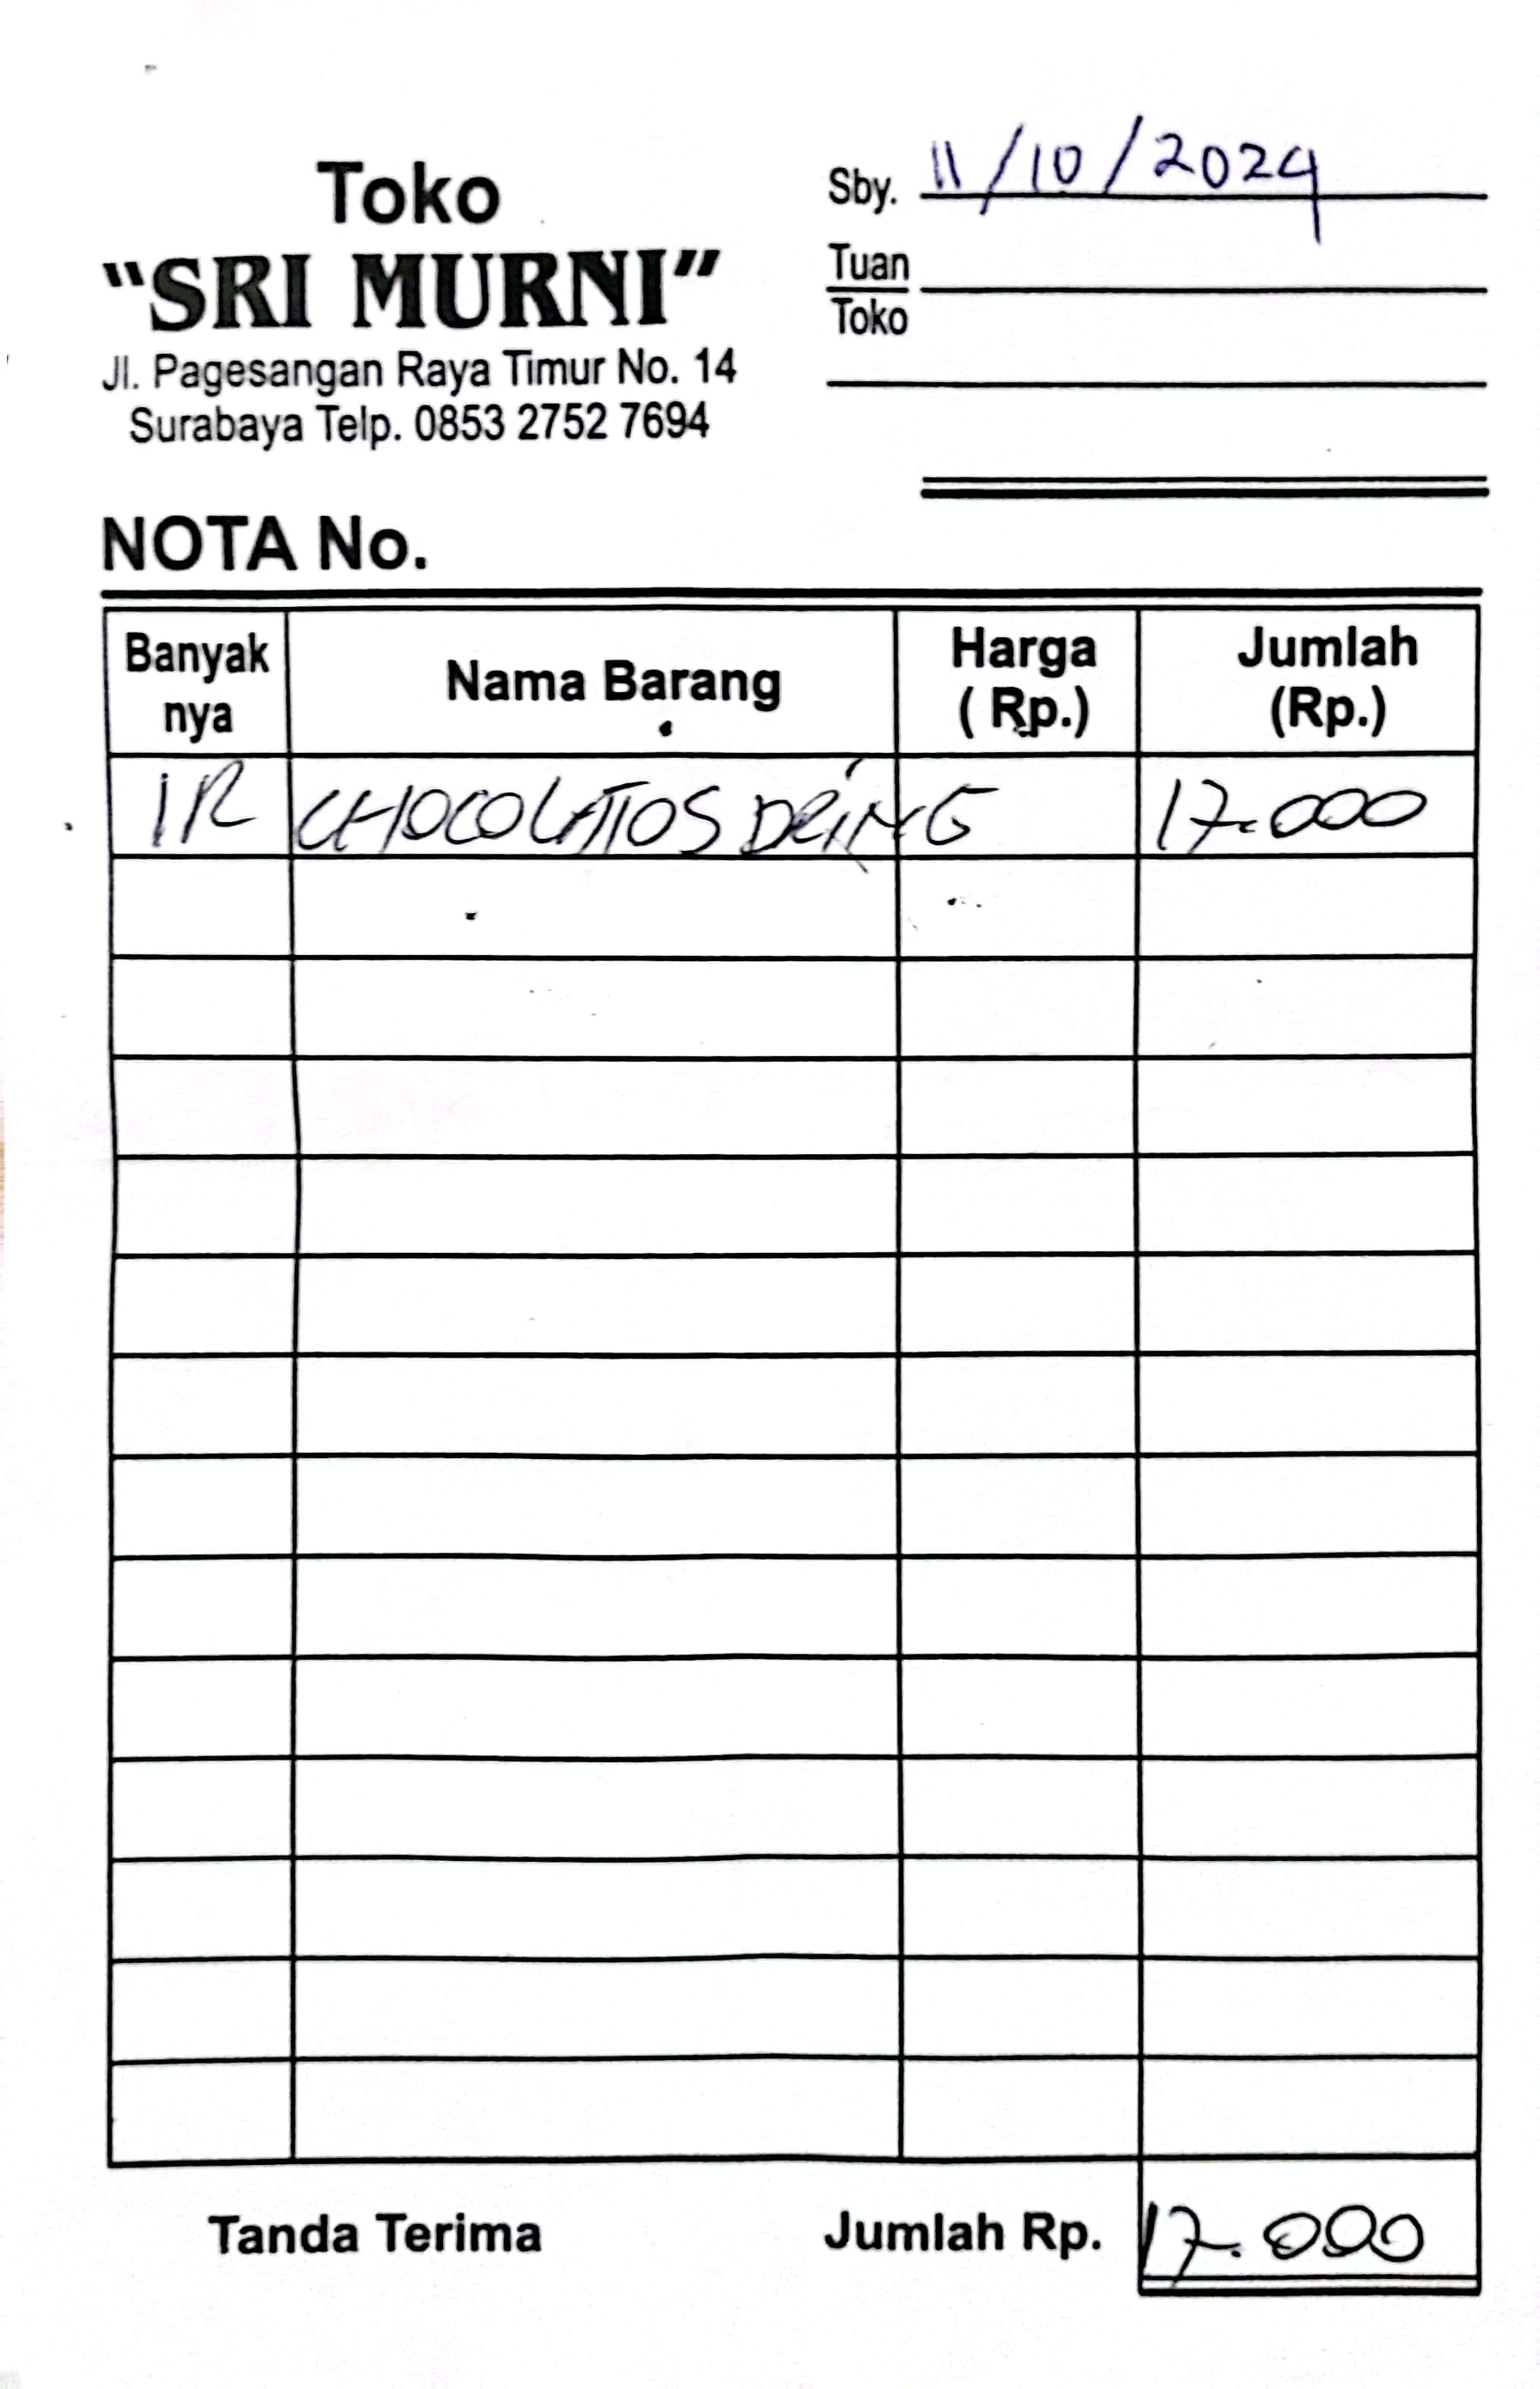 Toko
"SRI MURNI"
Jl. Pagesangan Raya Timur No. 14
Surabaya Telp. 0853 2752 7694
Sby. 11/10/2024
Tuan
Toko
NOTA No.
Banyak nya Nama Barang Harga ( Rp.) Jumlah (Rp.)
1R CHOCOLATOS DRING 17.000
Tanda Terima Jumlah Rp. 17.000